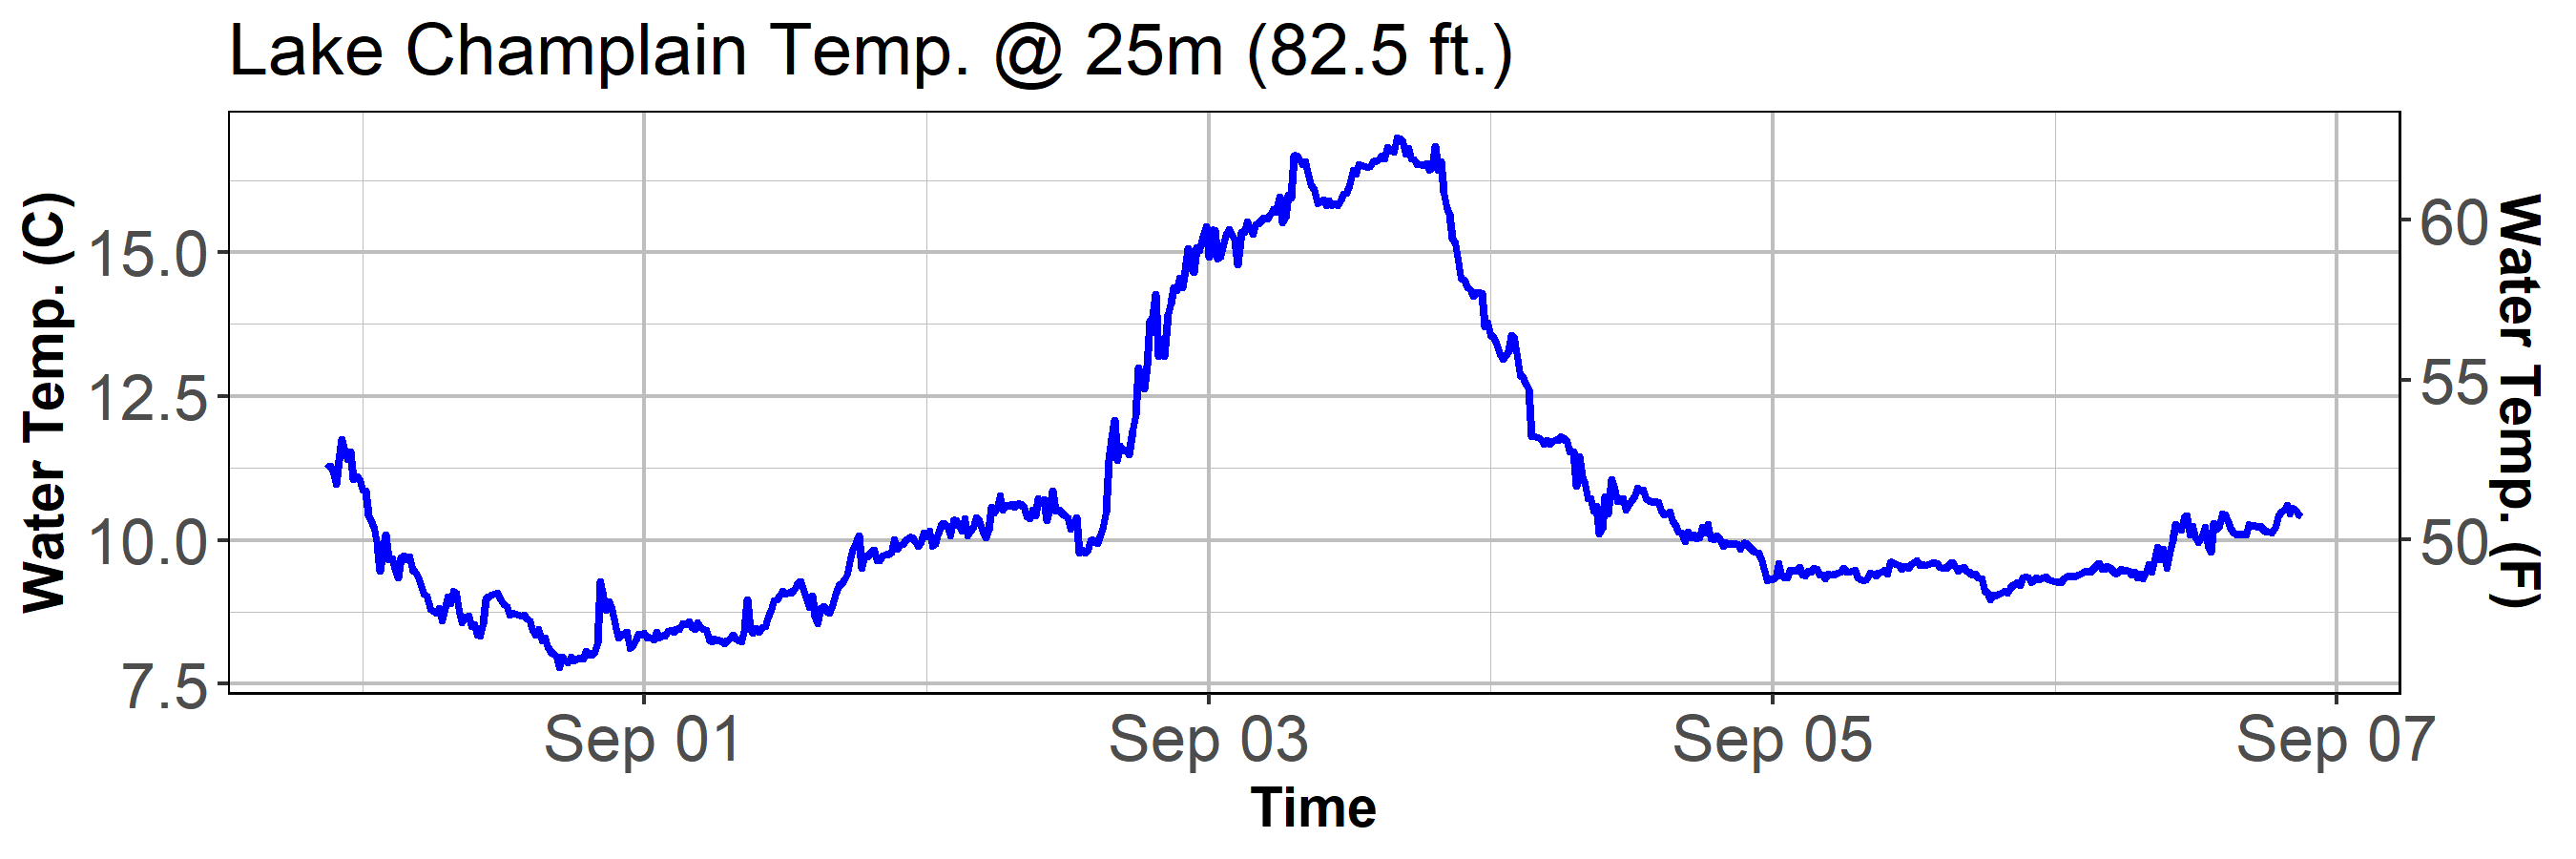 Lake Champlain Temp. @ 25m (82.5 ft.)
Water Temp. (C)
15.0
12.5
10.0
7.5
60
55
50
Water Temp. (F)
Sep 01
Sep 03
Sep 05
Sep 07
Time